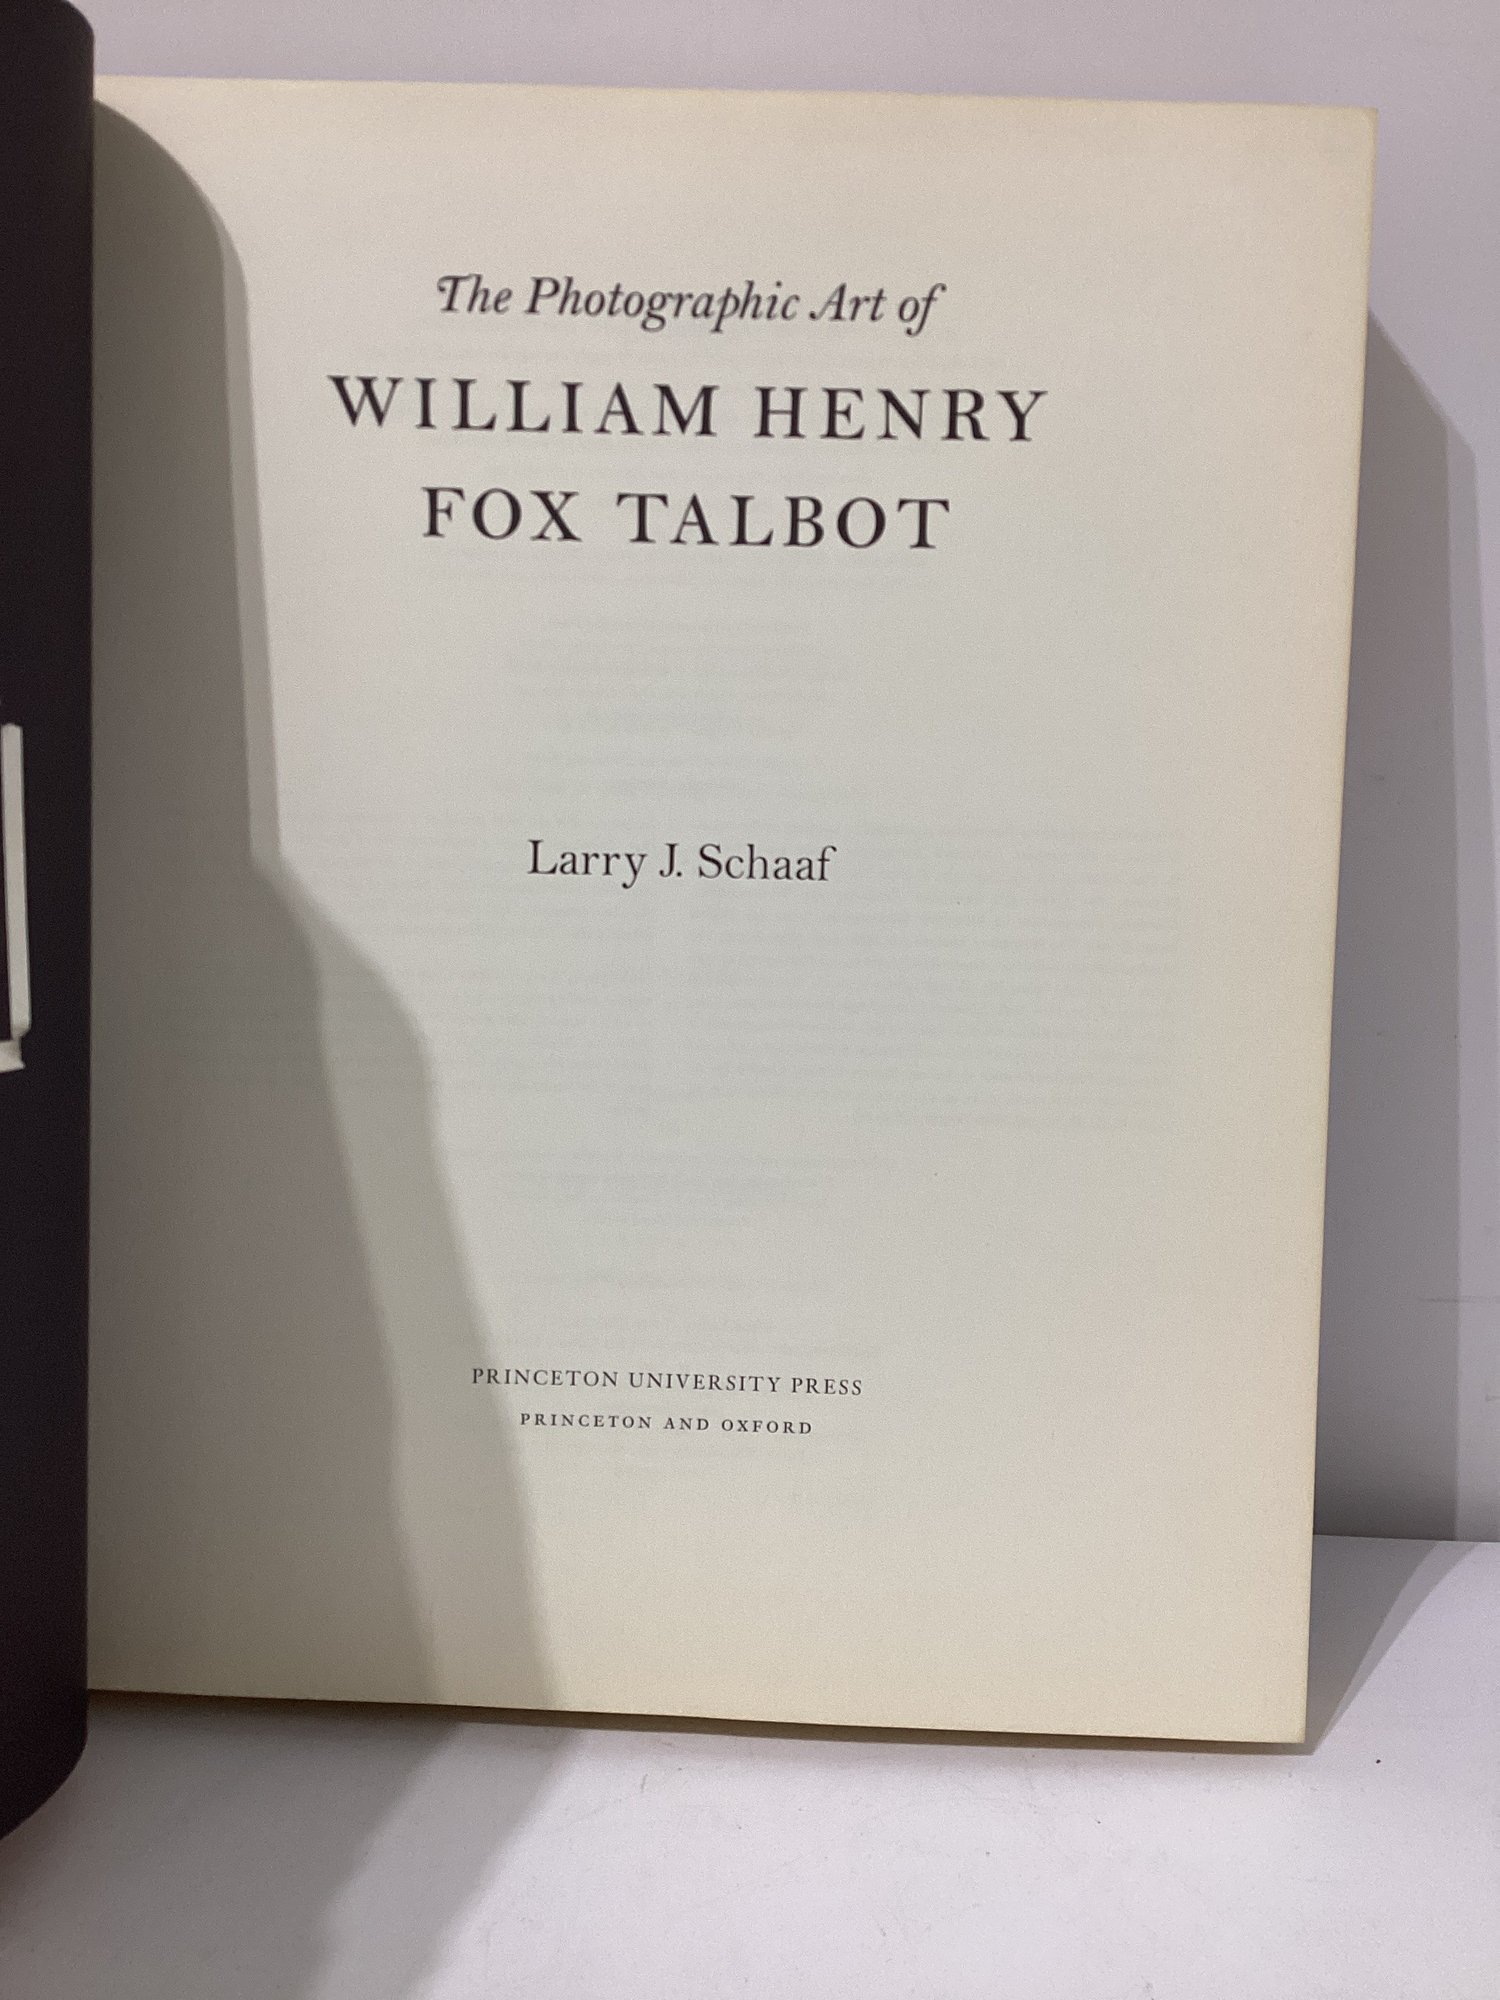 The Photographic Art of
WILLIAM HENRY
FOX TALBOT
Larry J. Schaaf
PRINCETON UNIVERSITY PRESS
PRINCETON AND OXFORD